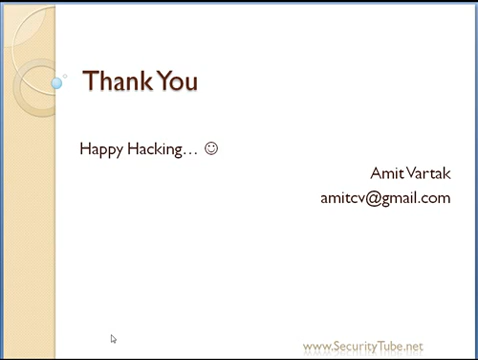 Thank You
Happy Hacking... ☺
Amit Vartak
amitcv@gmail.com
www.SecurityTube.net